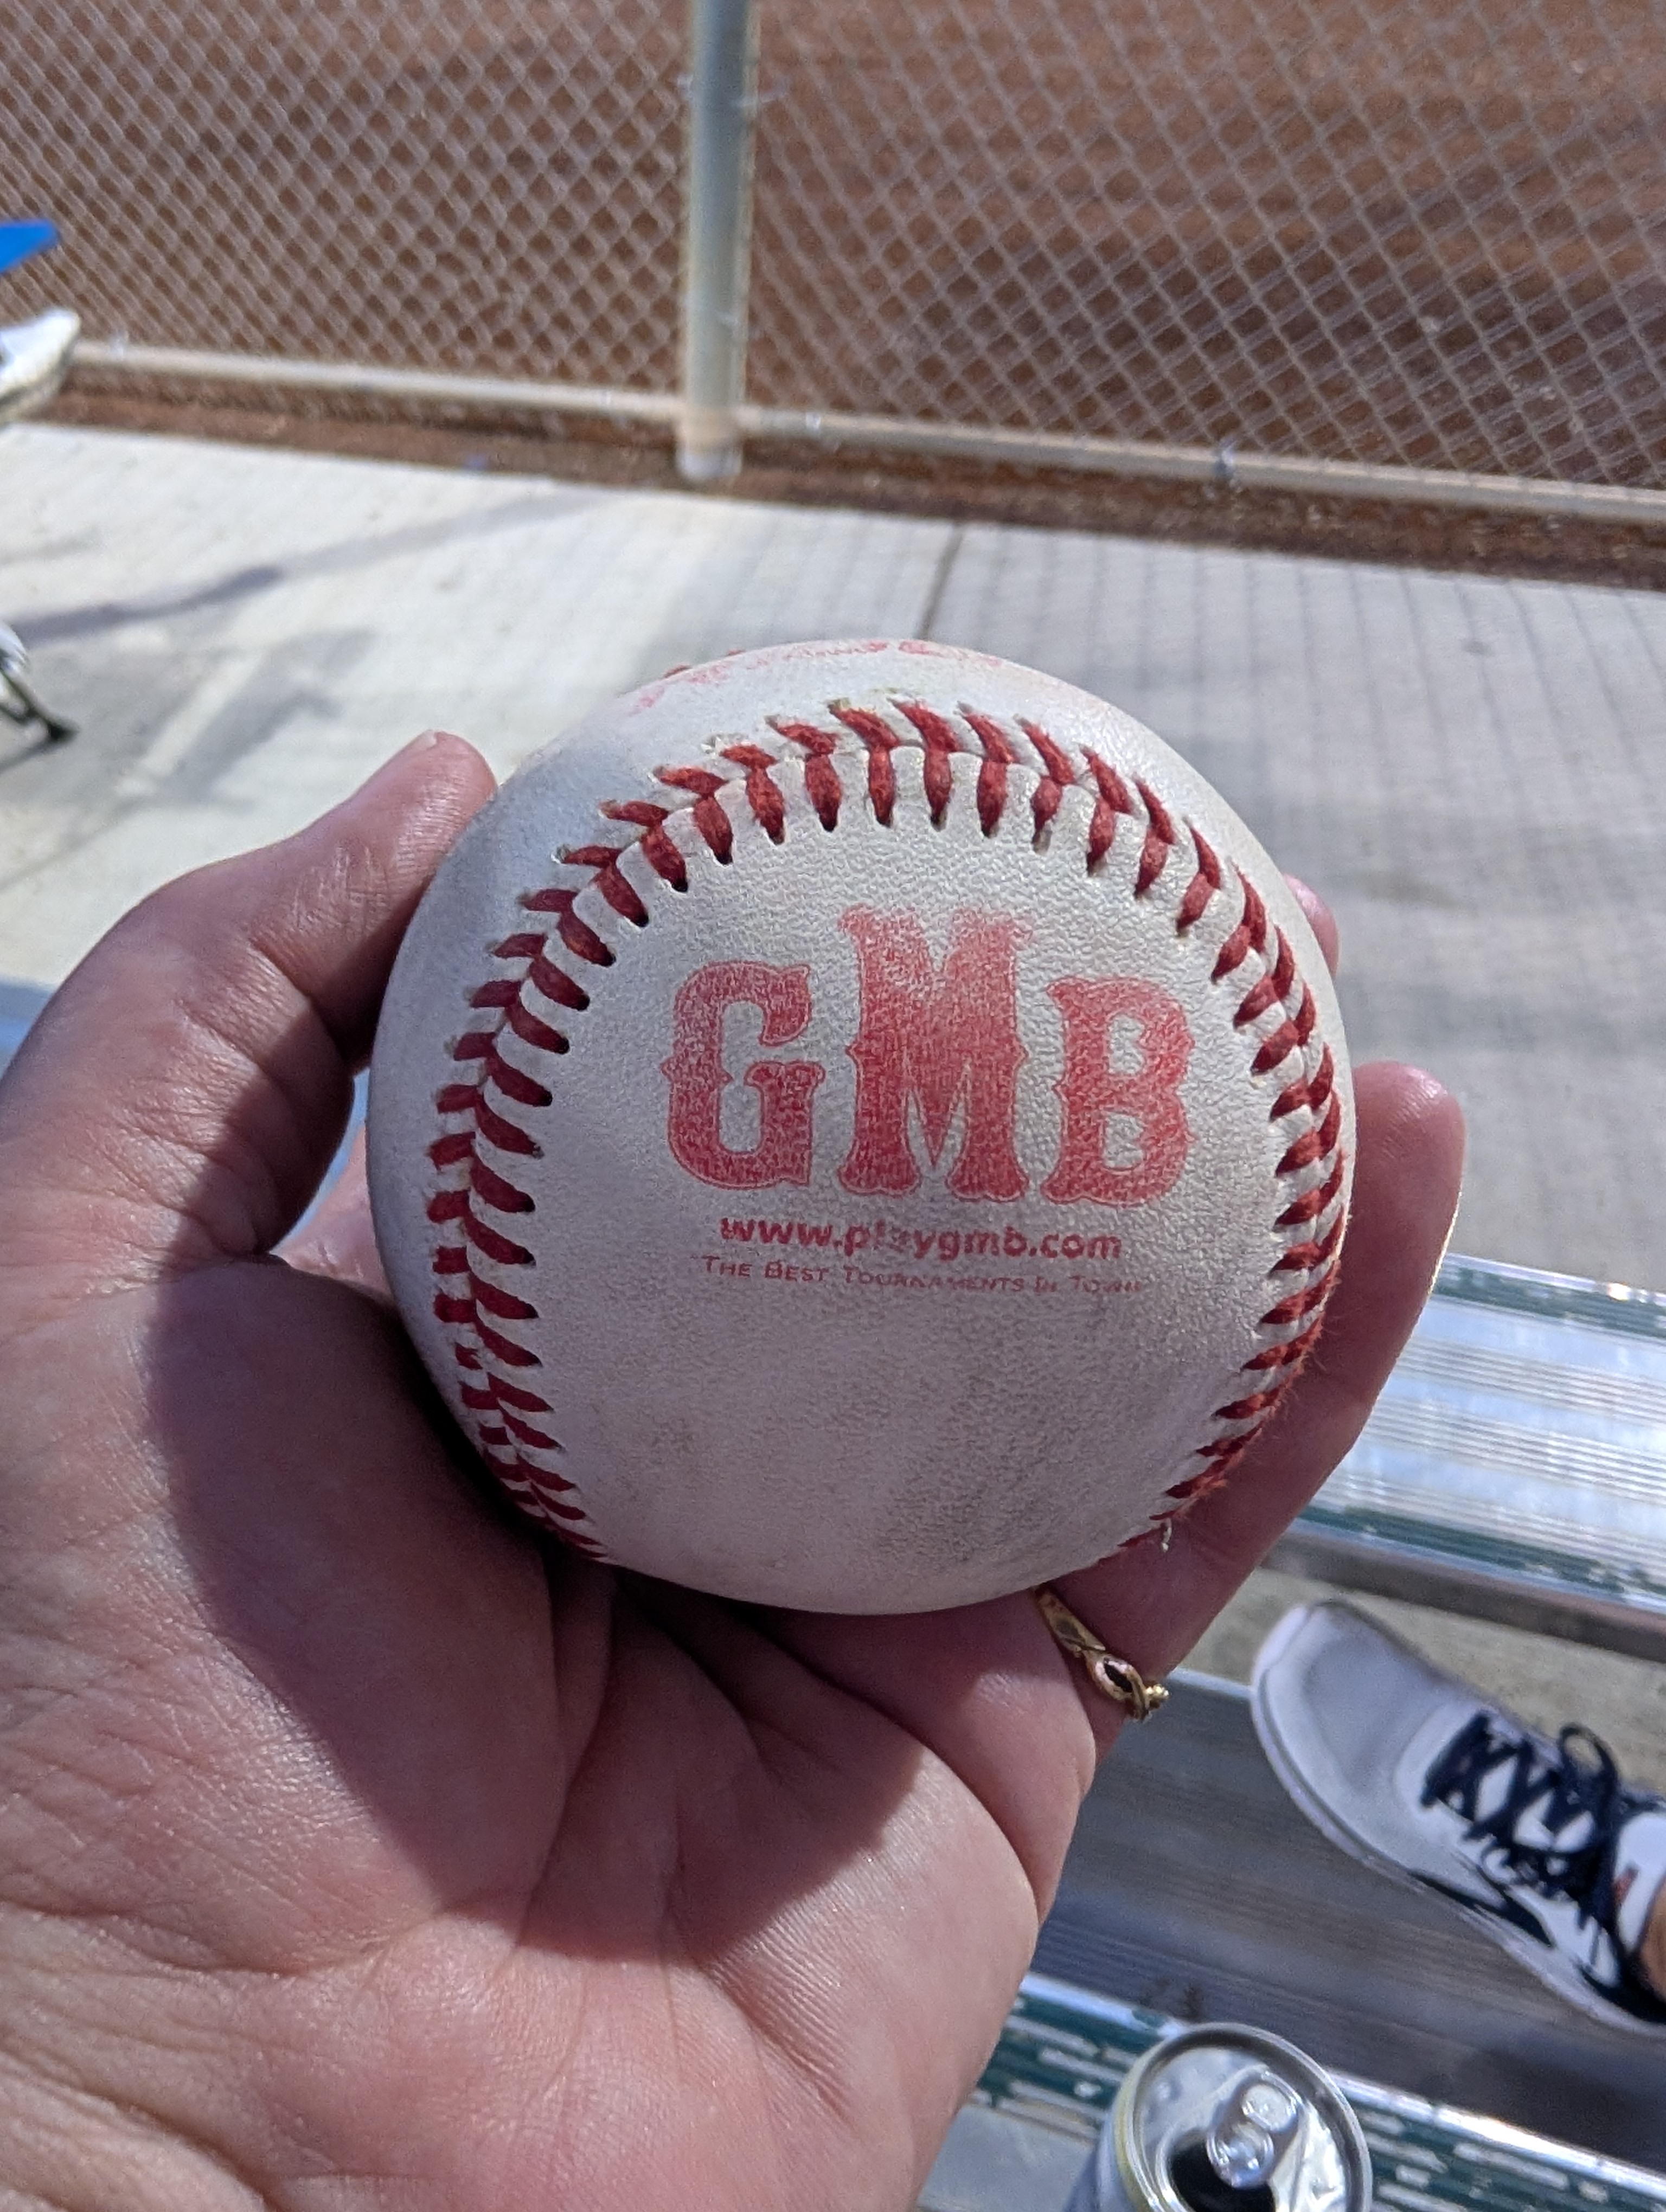 GMB
www.playgmb.com
The Best Tournaments In Town